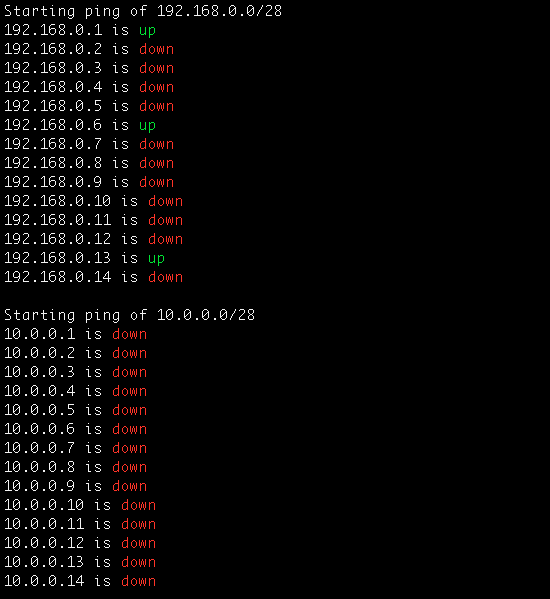 Starting ping of 192.168.0.0/28
192.168.0.1 is up
192.168.0.2 is down
192.168.0.3 is down
192.168.0.4 is down
192.168.0.5 is down
192.168.0.6 is up
192.168.0.7 is down
192.168.0.8 is down
192.168.0.9 is down
192.168.0.10 is down
192.168.0.11 is down
192.168.0.12 is down
192.168.0.13 is up
192.168.0.14 is down
Starting ping of 10.0.0.0/28
10.0.0.1 is down
10.0.0.2 is down
10.0.0.3 is down
10.0.0.4 is down
10.0.0.5 is down
10.0.0.6 is down
10.0.0.7 is down
10.0.0.8 is down
10.0.0.9 is down
10.0.0.10 is down
10.0.0.11 is down
10.0.0.12 is down
10.0.0.13 is down
10.0.0.14 is down